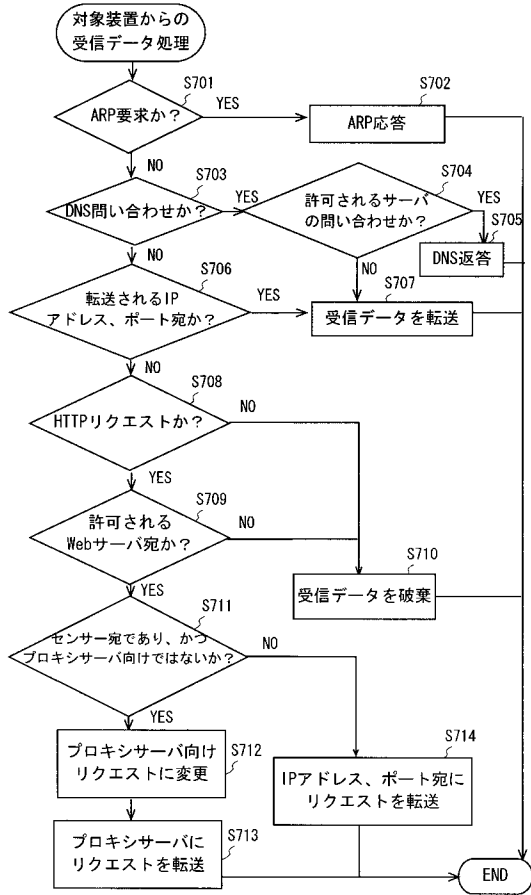 対象装置からの
受信データ処理
S701
ARP要求か?
YES
S702
ARP応答
NO
S703
DNS問い合わせか?
YES
S704
許可されるサーバ
の問い合わせか?
YES
S705
DNS返答
NO
NO
S706
転送されるIP
アドレス、ポート宛か?
YES
S707
受信データを転送
NO
S708
HTTPリクエストか?
NO
YES
S709
許可される
Webサーバ宛か?
NO
S710
受信データを破棄
YES
S711
センサー宛であり、かつ
プロキシサーバ向けではないか?
NO
YES
S712
プロキシサーバ向け
リクエストに変更
S714
IPアドレス、ポート宛に
リクエストを転送
S713
プロキシサーバに
リクエストを転送
END